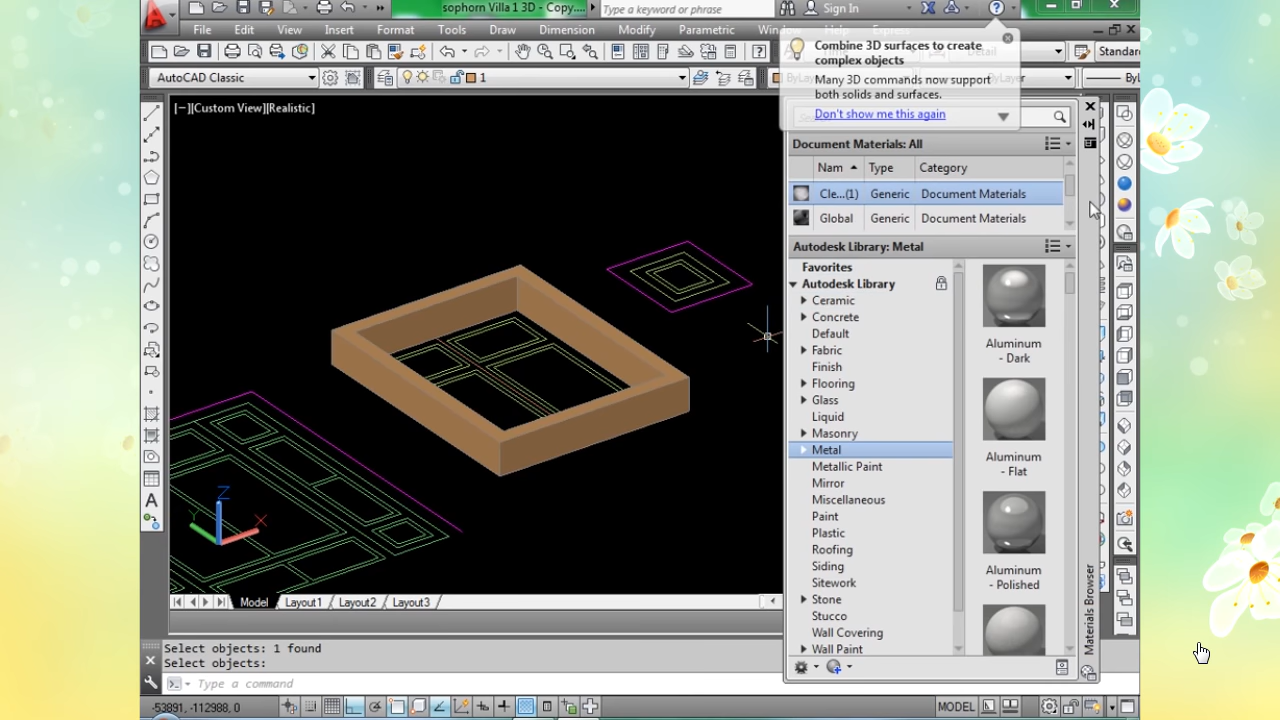 sophorn Villa 1 3D - Copy....
Type a keyword or phrase
Sign In
File Edit View Insert Format Tools Draw Dimension Modify Parametric
Express
Standar
AutoCAD Classic
1
ByL
[−][Custom View][Realistic]
Combine 3D surfaces to create
complex objects
Many 3D commands now support
both solids and surfaces.
Don't show me this again
Document Materials: All
Nam Type Category
Cle...(1) Generic Document Materials
Global Generic Document Materials
Autodesk Library: Metal
Favorites
Autodesk Library
Ceramic
Concrete
Default
Fabric
Finish
Flooring
Glass
Liquid
Masonry
Metal
Metallic Paint
Mirror
Miscellaneous
Paint
Plastic
Roofing
Siding
Sitework
Stone
Stucco
Wall Covering
Wall Paint
Aluminum
- Dark
Aluminum
- Flat
Aluminum
- Polished
Materials Browser
Z
Y
X
A
Model Layout1 Layout2 Layout3
Select objects: 1 found
Select objects:
Type a command
-53891, -112988, 0
MODEL